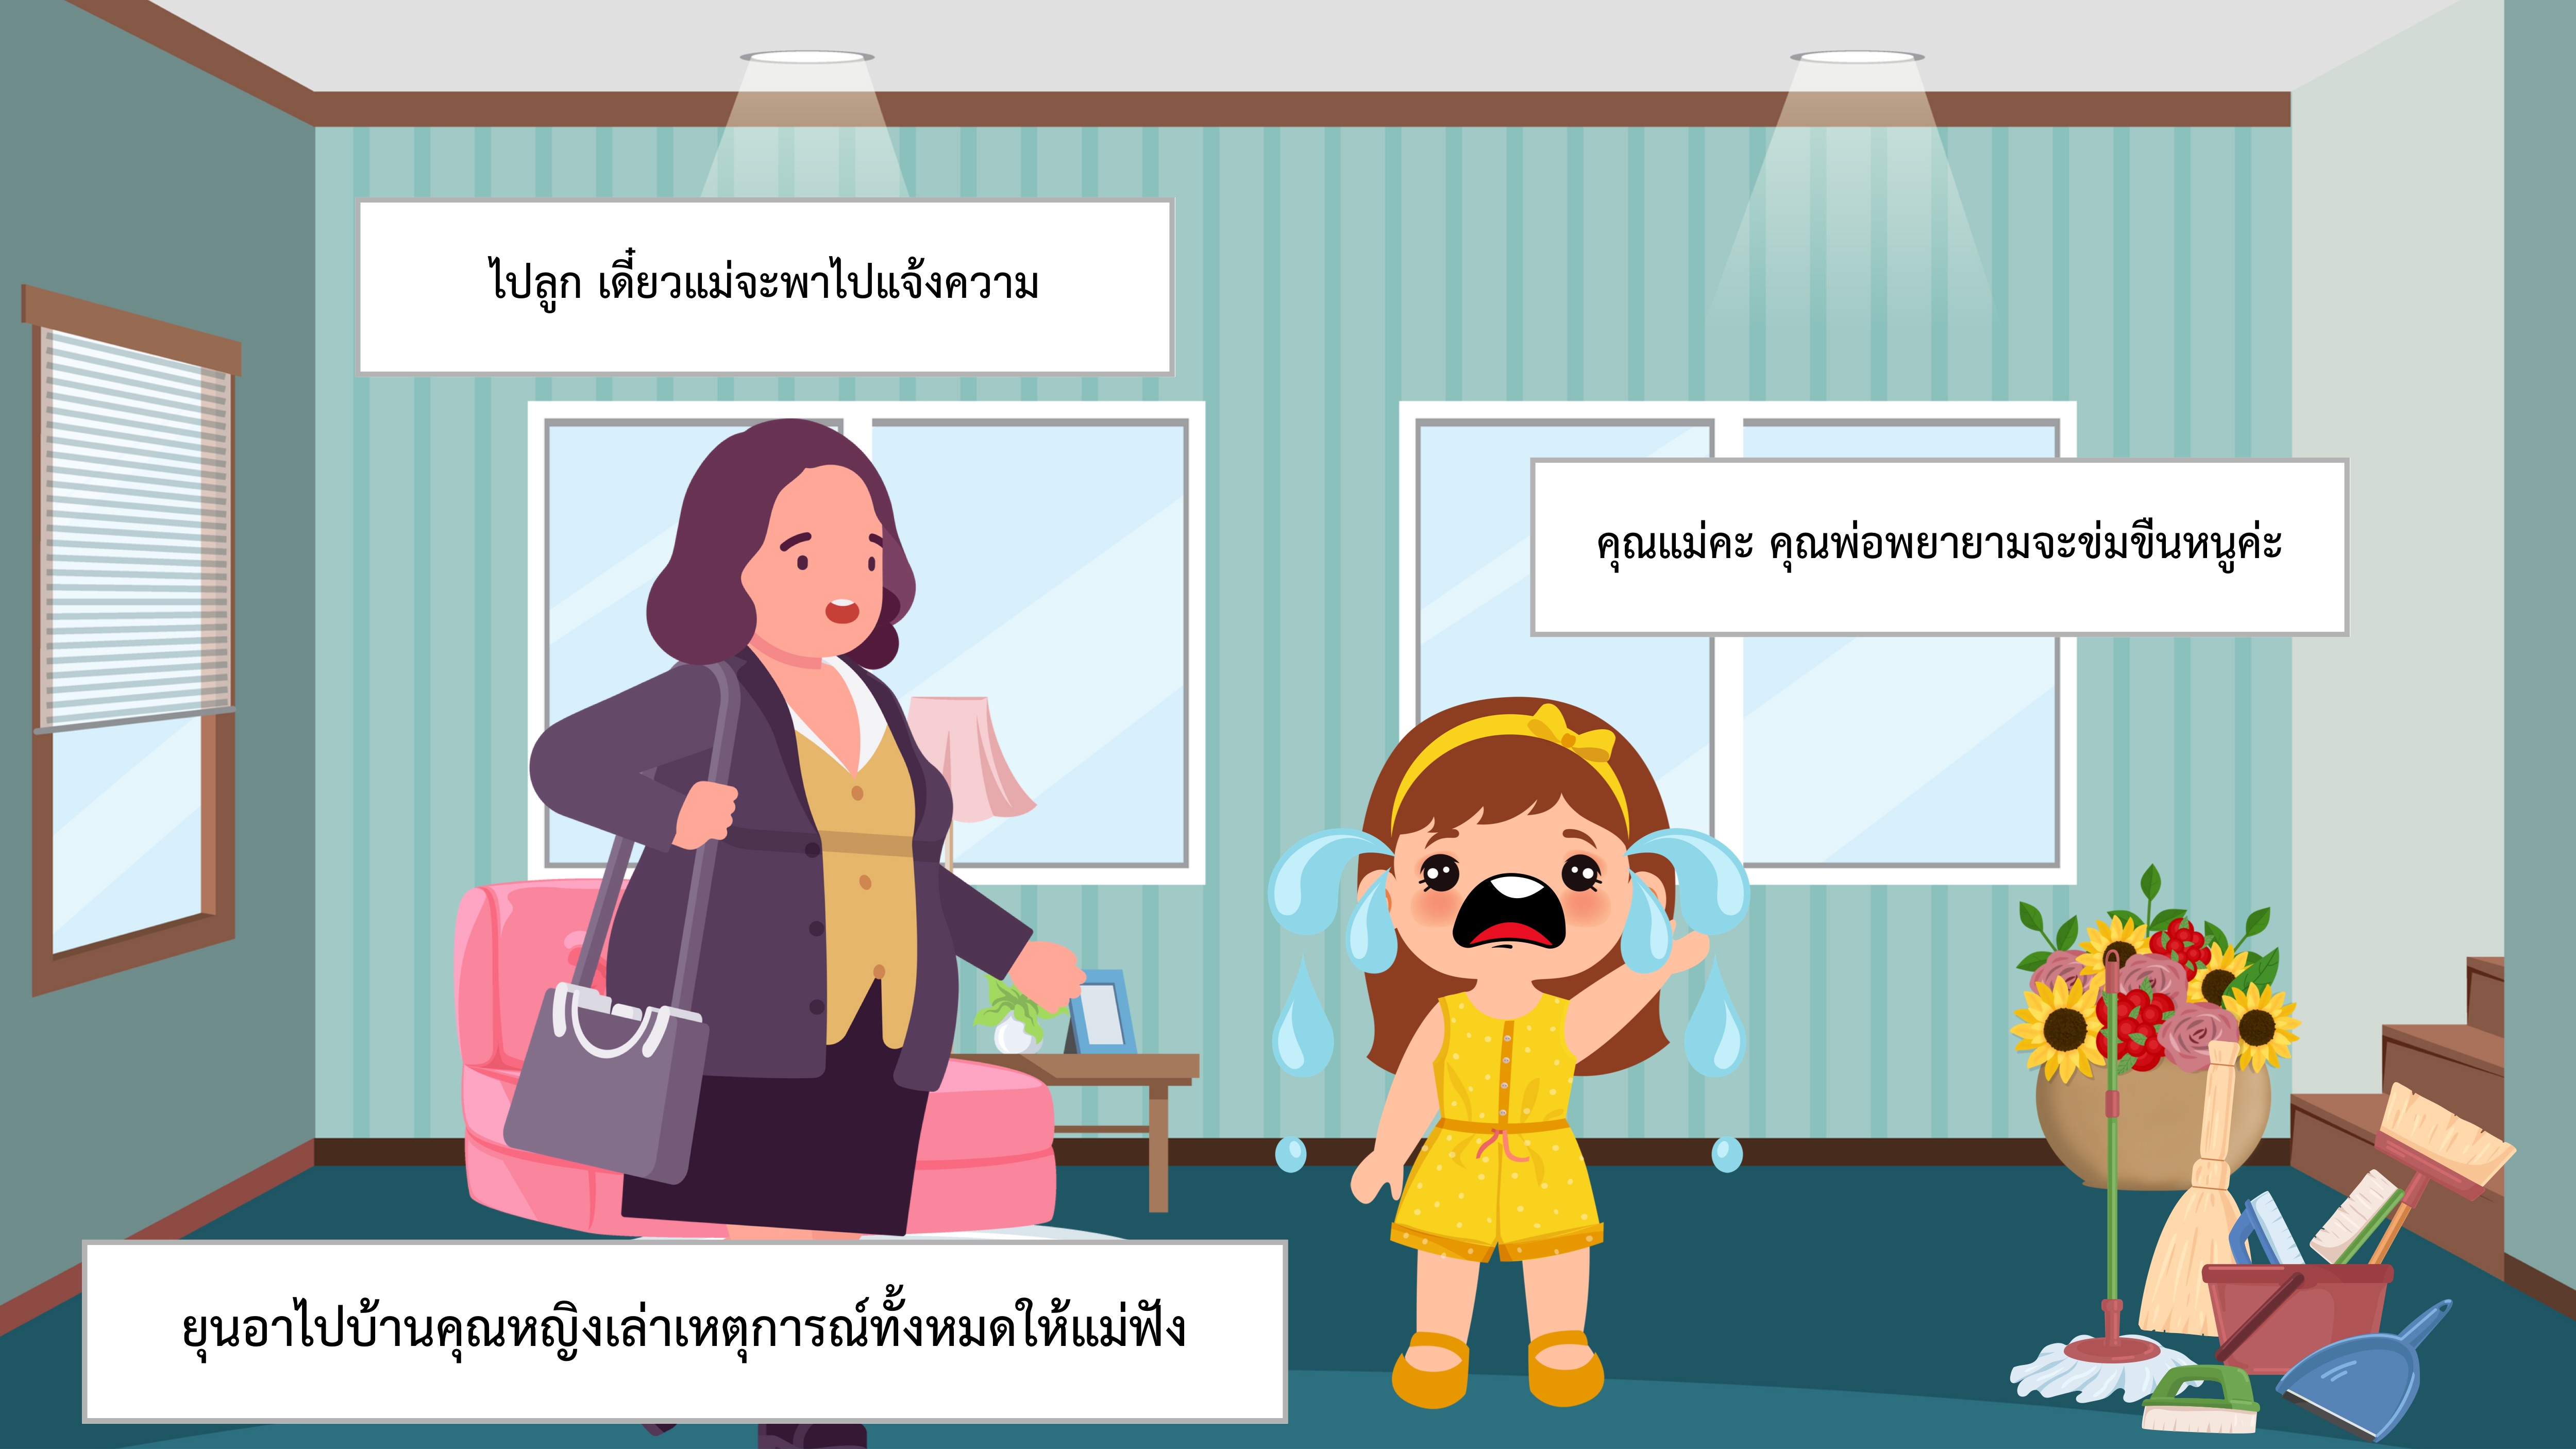 ไปลูก เดี๋ยวแม่จะพาไปแจ้งความ
คุณแม่คะ คุณพ่อพยายามจะข่มขืนหนูค่ะ
ยุนอาไปบ้านคุณหญิงเล่าเหตุการณ์ทั้งหมดให้แม่ฟัง